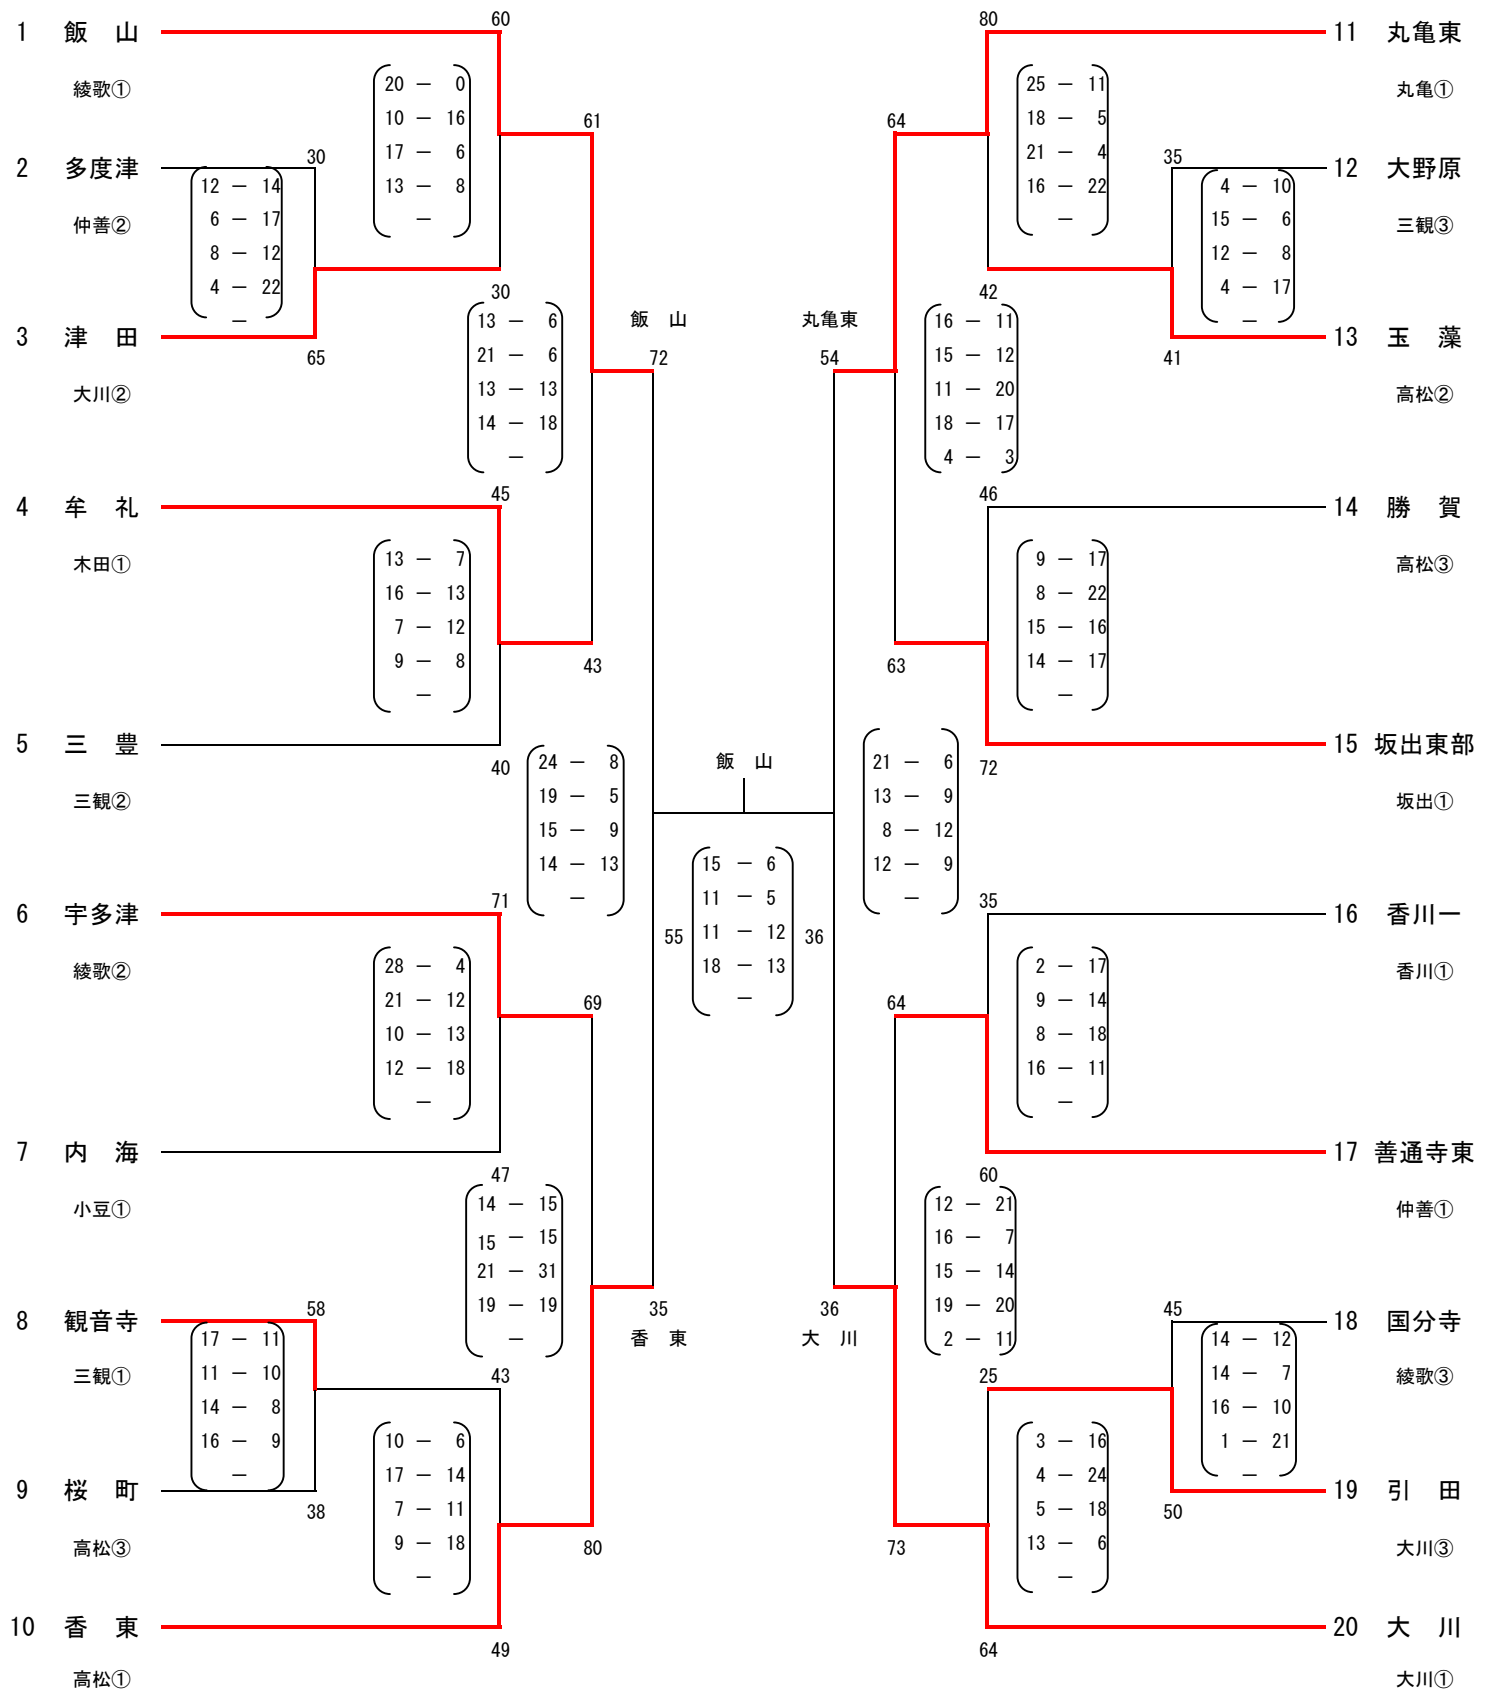 1 飯 山
綾歌①
2 多度津
仲善②
3 津 田
大川②
4 牟 礼
木田①
5 三 豊
三観②
6 宇多津
綾歌②
7 内 海
小豆①
8 観音寺
三観①
9 桜 町
高松③
10 香 東
高松①
30
12 － 14
6 － 17
8 － 12
4 － 22
－
65
58
17 － 11
11 － 10
14 － 8
16 － 9
－
38
60
20 － 0
10 － 16
17 － 6
13 － 8
－
30
45
13 － 7
16 － 13
7 － 12
9 － 8
－
40
71
28 － 4
21 － 12
10 － 13
12 － 18
－
47
43
10 － 6
17 － 14
7 － 11
9 － 18
－
49
61
13 － 6
21 － 6
13 － 13
14 － 18
－
43
69
14 － 15
15 － 15
21 － 31
19 － 19
－
80
飯 山
72
24 － 8
19 － 5
15 － 9
14 － 13
－
35
香 東
飯 山
55
15 － 6
11 － 5
11 － 12
18 － 13
－
36
丸亀東
54
21 － 6
13 － 9
8 － 12
12 － 9
－
36
大 川
64
16 － 11
15 － 12
11 － 20
18 － 17
4 － 3
63
64
12 － 21
16 － 7
15 － 14
19 － 20
2 － 11
73
80
25 － 11
18 － 5
21 － 4
16 － 22
－
42
46
9 － 17
8 － 22
15 － 16
14 － 17
－
72
35
2 － 17
9 － 14
8 － 18
16 － 11
－
60
25
3 － 16
4 － 24
5 － 18
13 － 6
－
64
35
4 － 10
15 － 6
12 － 8
4 － 17
－
41
45
14 － 12
14 － 7
16 － 10
1 － 21
－
50
11 丸亀東
丸亀①
12 大野原
三観③
13 玉 藻
高松②
14 勝 賀
高松③
15 坂出東部
坂出①
16 香川一
香川①
17 善通寺東
仲善①
18 国分寺
綾歌③
19 引 田
大川③
20 大 川
大川①